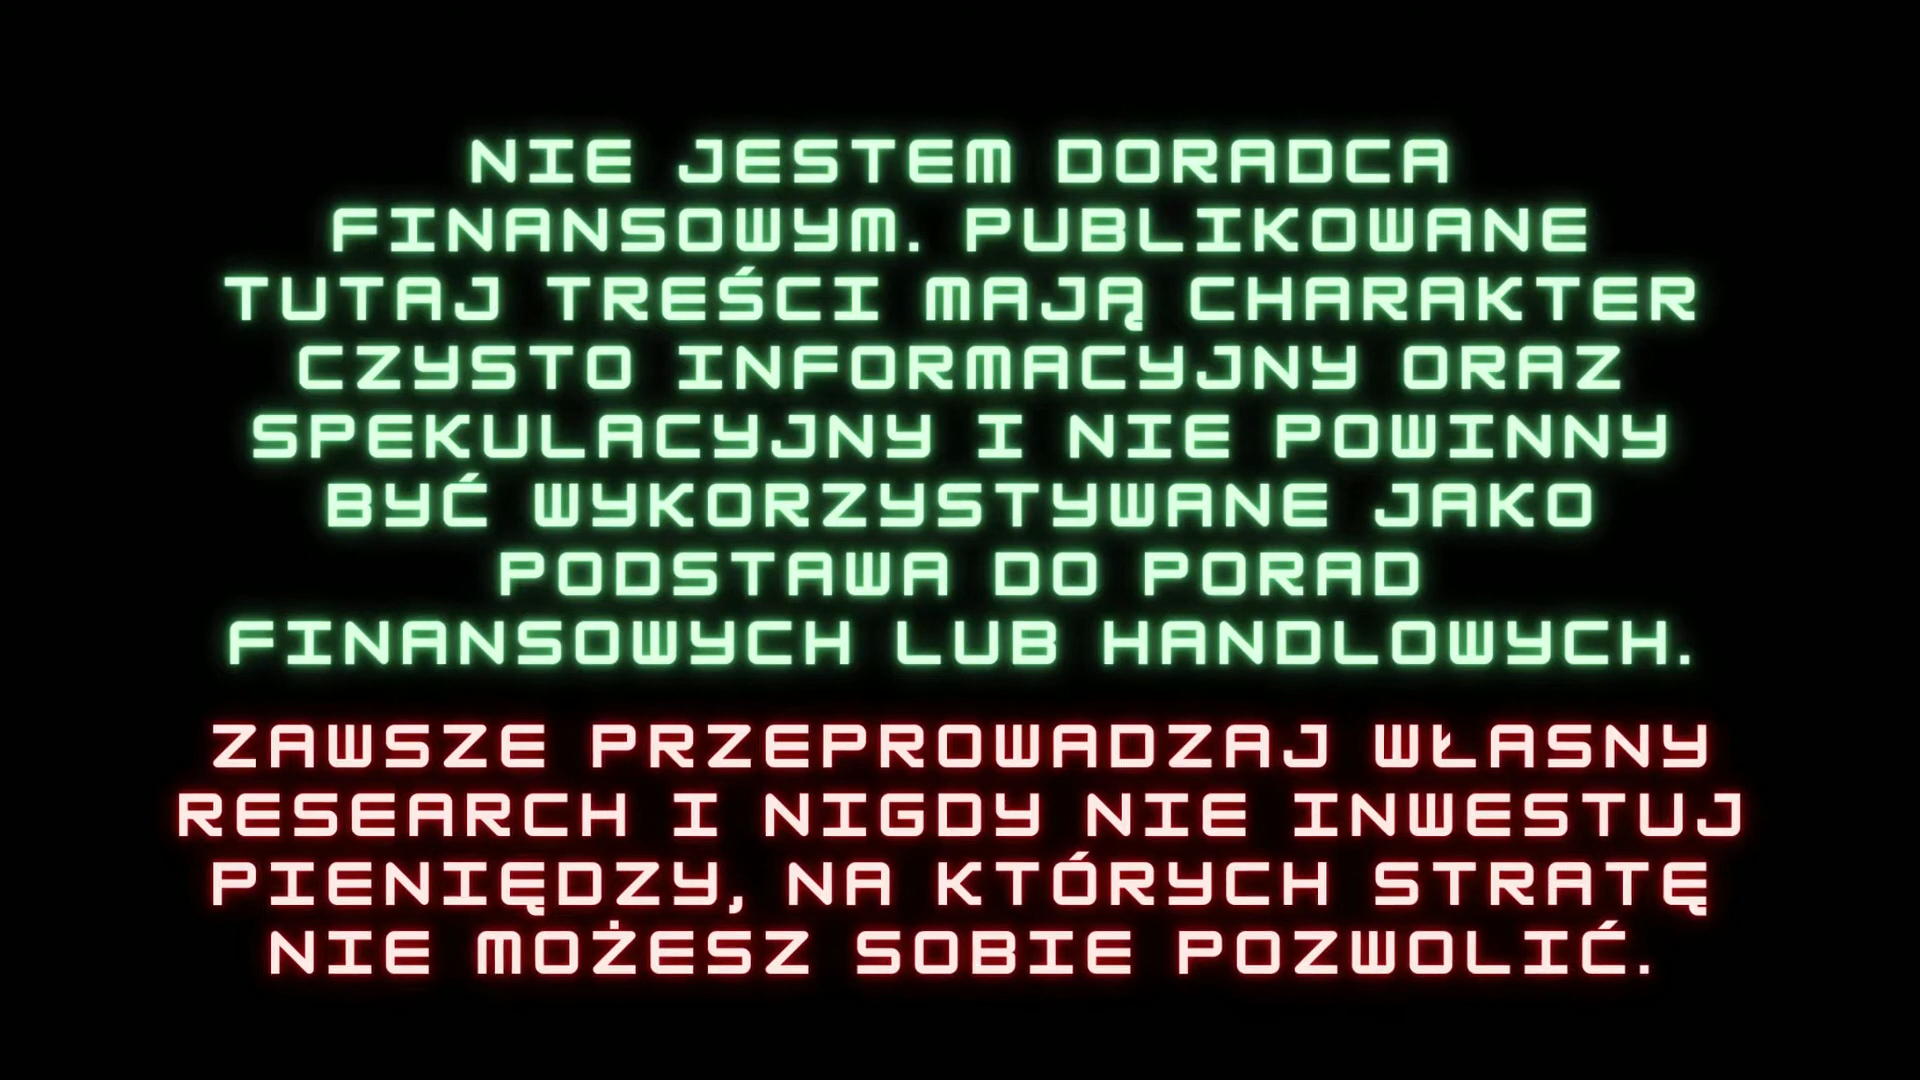 NIE JESTEM DORADCA
FINANSOWYM. PUBLIKOWANE
TUTAJ TREŚCI MAJĄ CHARAKTER
CZYSTO INFORMACYJNY ORAZ
SPEKULACYJNY I NIE POWINNY
BYĆ WYKORZYSTYWANE JAKO
PODSTAWA DO PORAD
FINANSOWYCH LUB HANDLOWYCH.
ZAWSZE PRZEPROWADZAJ WŁASNY
RESEARCH I NIGDY NIE INWESTUJ
PIENIĘDZY, NA KTÓRYCH STRATĘ
NIE MOŻESZ SOBIE POZWOLIĆ.